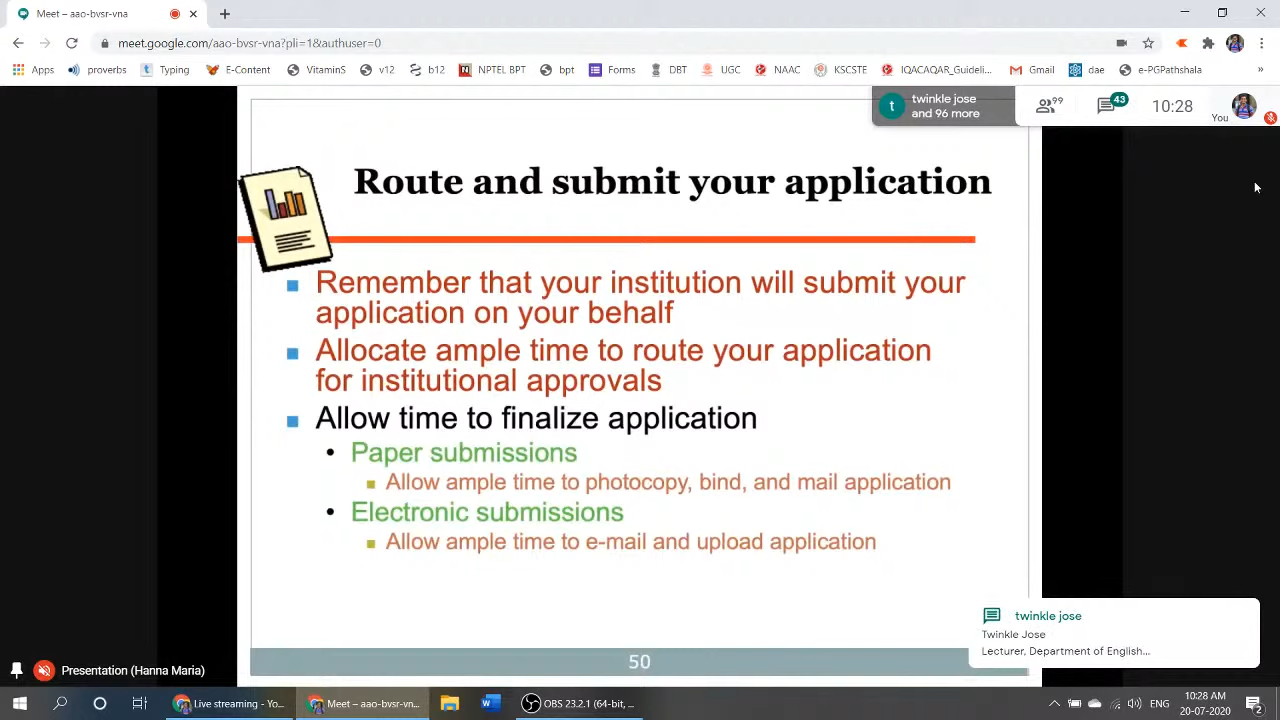 Meet – aao-bvsr-vna
meet.google.com/aao-bvsr-vna?pli=1&authuser=0
Apps
proverbs
Typing
E-Content
VitaminS
v12
b12
NPTEL BPT
bpt
Forms
DBT
UGC
NAAC
KSCSTE
IQACAQAR_Guideli...
Gmail
dae
e-PGPathshala
»
t
twinkle jose
and 96 more
99
43
10:28
You
Route and submit your application
Remember that your institution will submit your
application on your behalf
Allocate ample time to route your application
for institutional approvals
Allow time to finalize application
• Paper submissions
Allow ample time to photocopy, bind, and mail application
• Electronic submissions
Allow ample time to e-mail and upload application
50
twinkle jose
Twinkle Jose
Lecturer, Department of English...
Presentation (Hanna Maria)
Live streaming - Yo...
Meet – aao-bvsr-vn...
OBS 23.2.1 (64-bit, ...
ENG
10:28 AM
20-07-2020
2